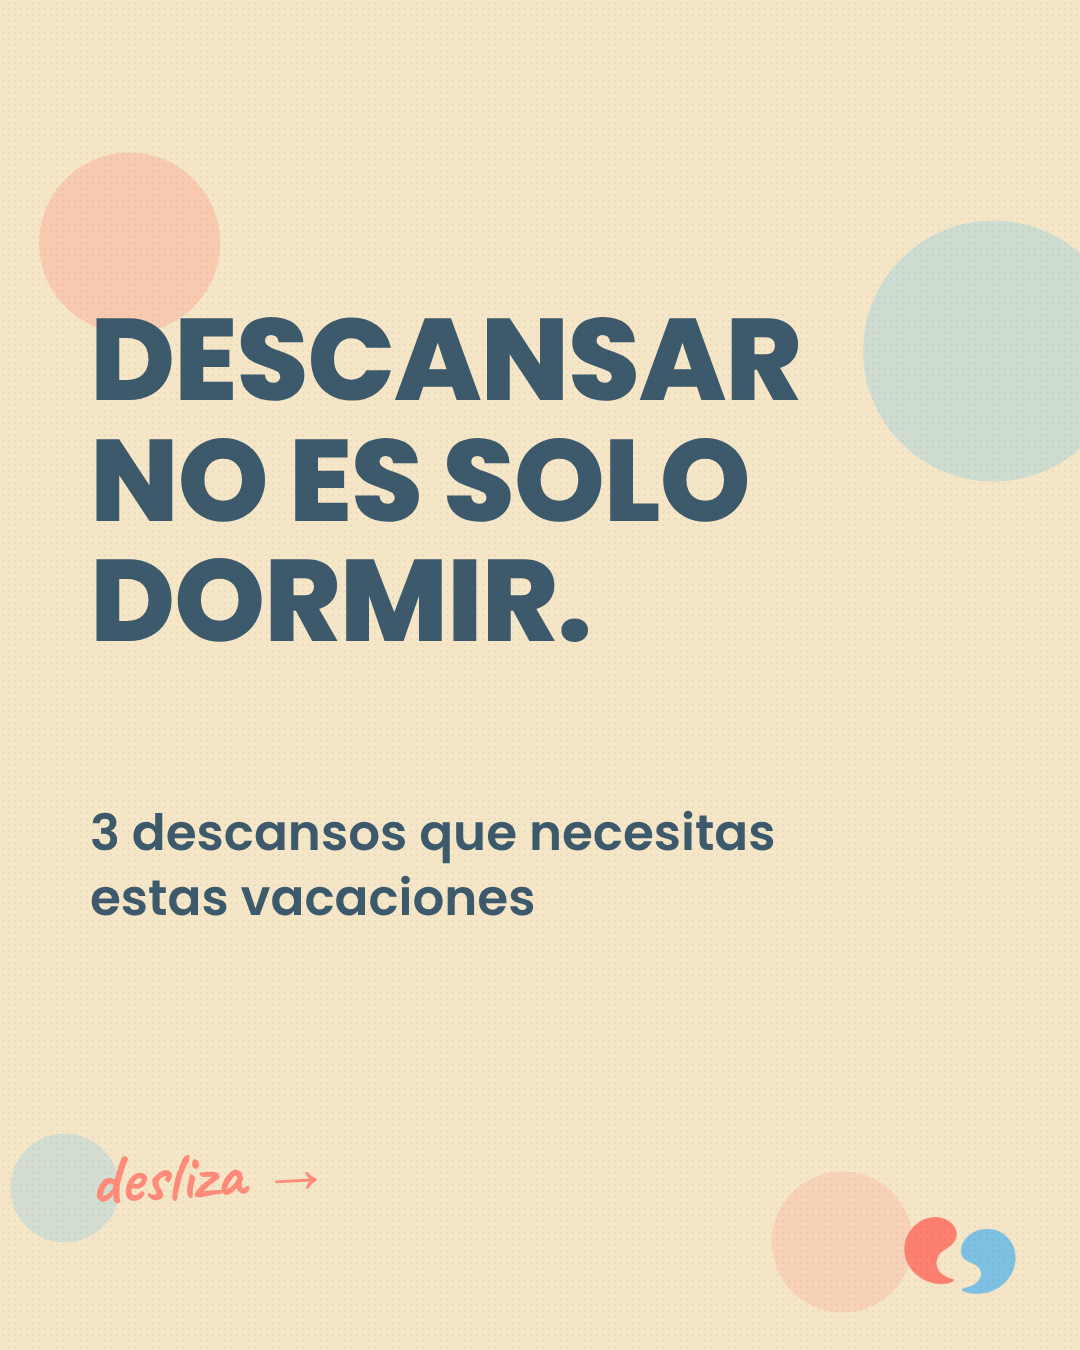 DESCANSAR
NO ES SOLO
DORMIR.
3 descansos que necesitas
estas vacaciones
desliza →